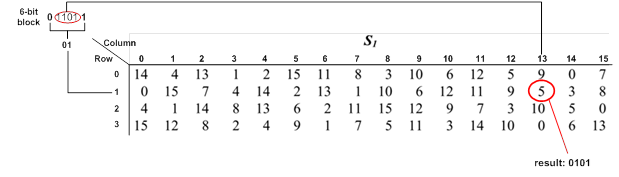 6-bit block 0 1101 1
S1
01 Column
Row 0 1 2 3 4 5 6 7 8 9 10 11 12 13 14 15
0 14 4 13 1 2 15 11 8 3 10 6 12 5 9 0 7
1 0 15 7 4 14 2 13 1 10 6 12 11 9 5 3 8
2 4 1 14 8 13 6 2 11 15 12 9 7 3 10 5 0
3 15 12 8 2 4 9 1 7 5 11 3 14 10 0 6 13
result: 0101